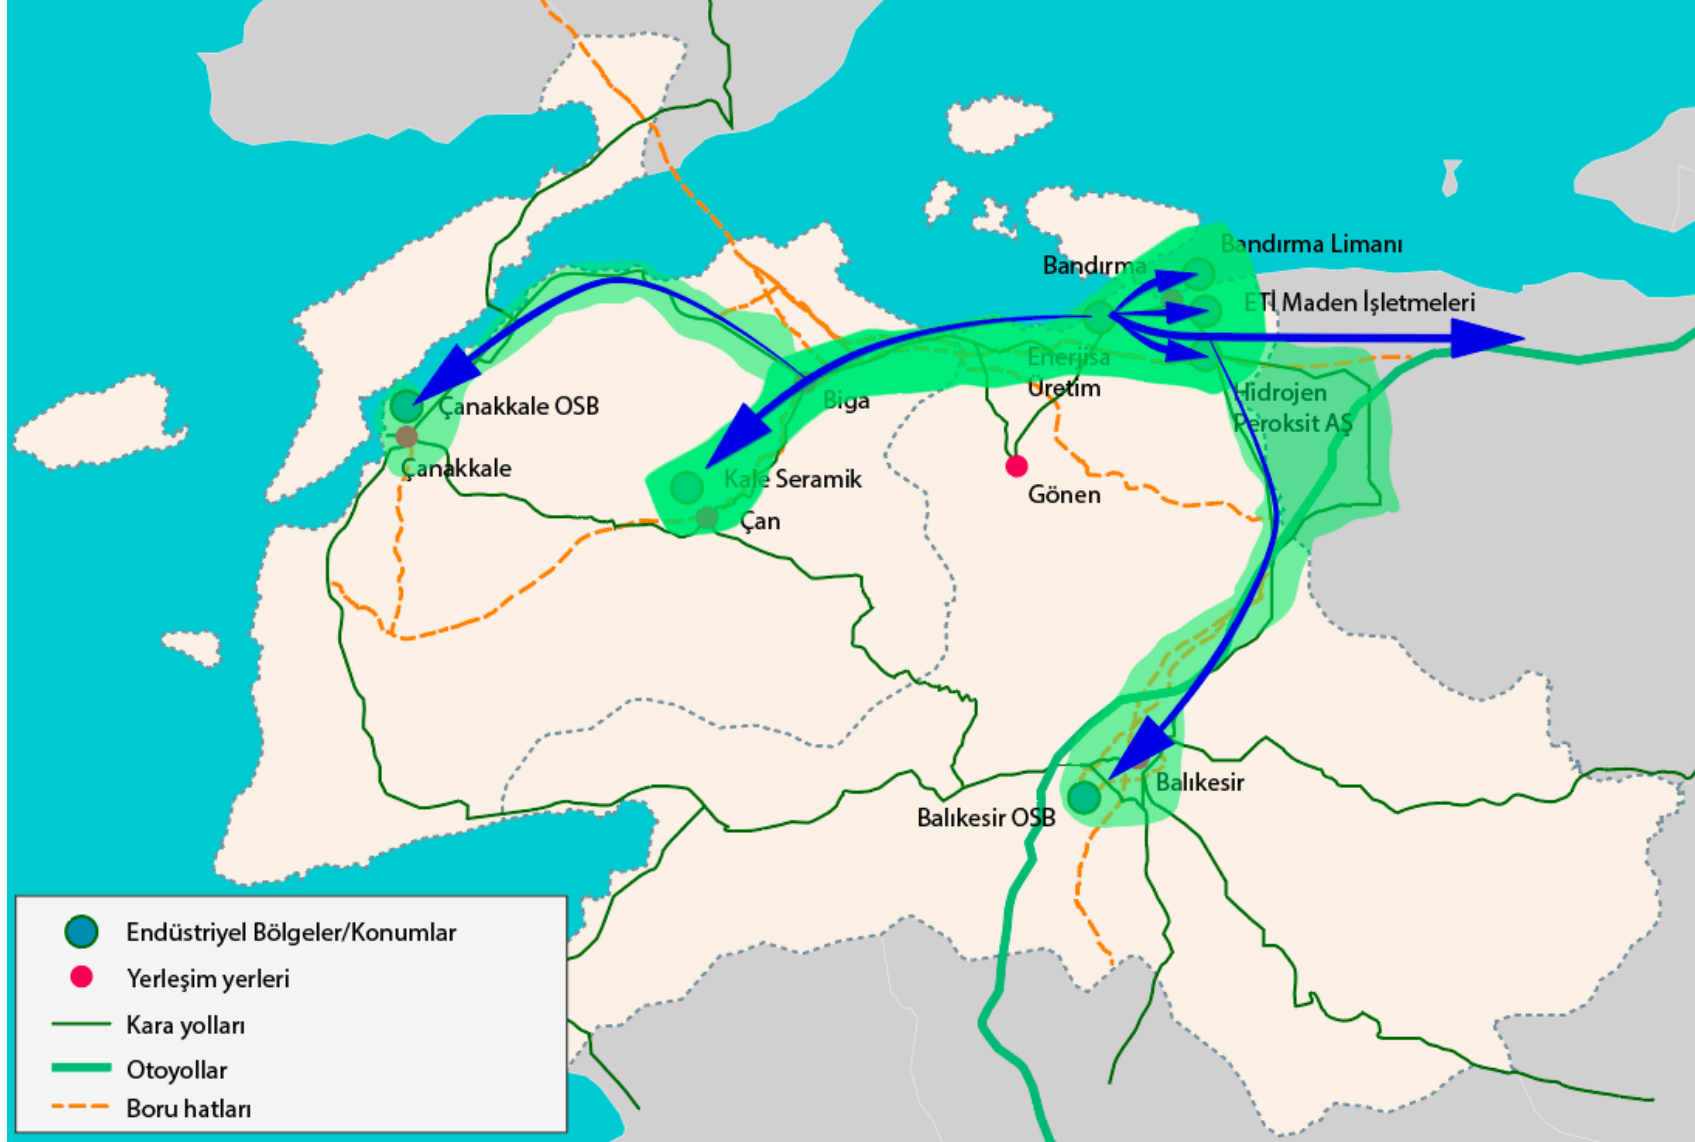 Bandırma Limanı
Bandırma
ETİ Maden İşletmeleri
Enerjisa
Üretim
Hidrojen
Peroksit AŞ
Biga
Çanakkale OSB
Çanakkale
Kale Seramik
Çan
Gönen
Balıkesir
Balıkesir OSB
Endüstriyel Bölgeler/Konumlar
Yerleşim yerleri
Kara yolları
Otoyollar
Boru hatları